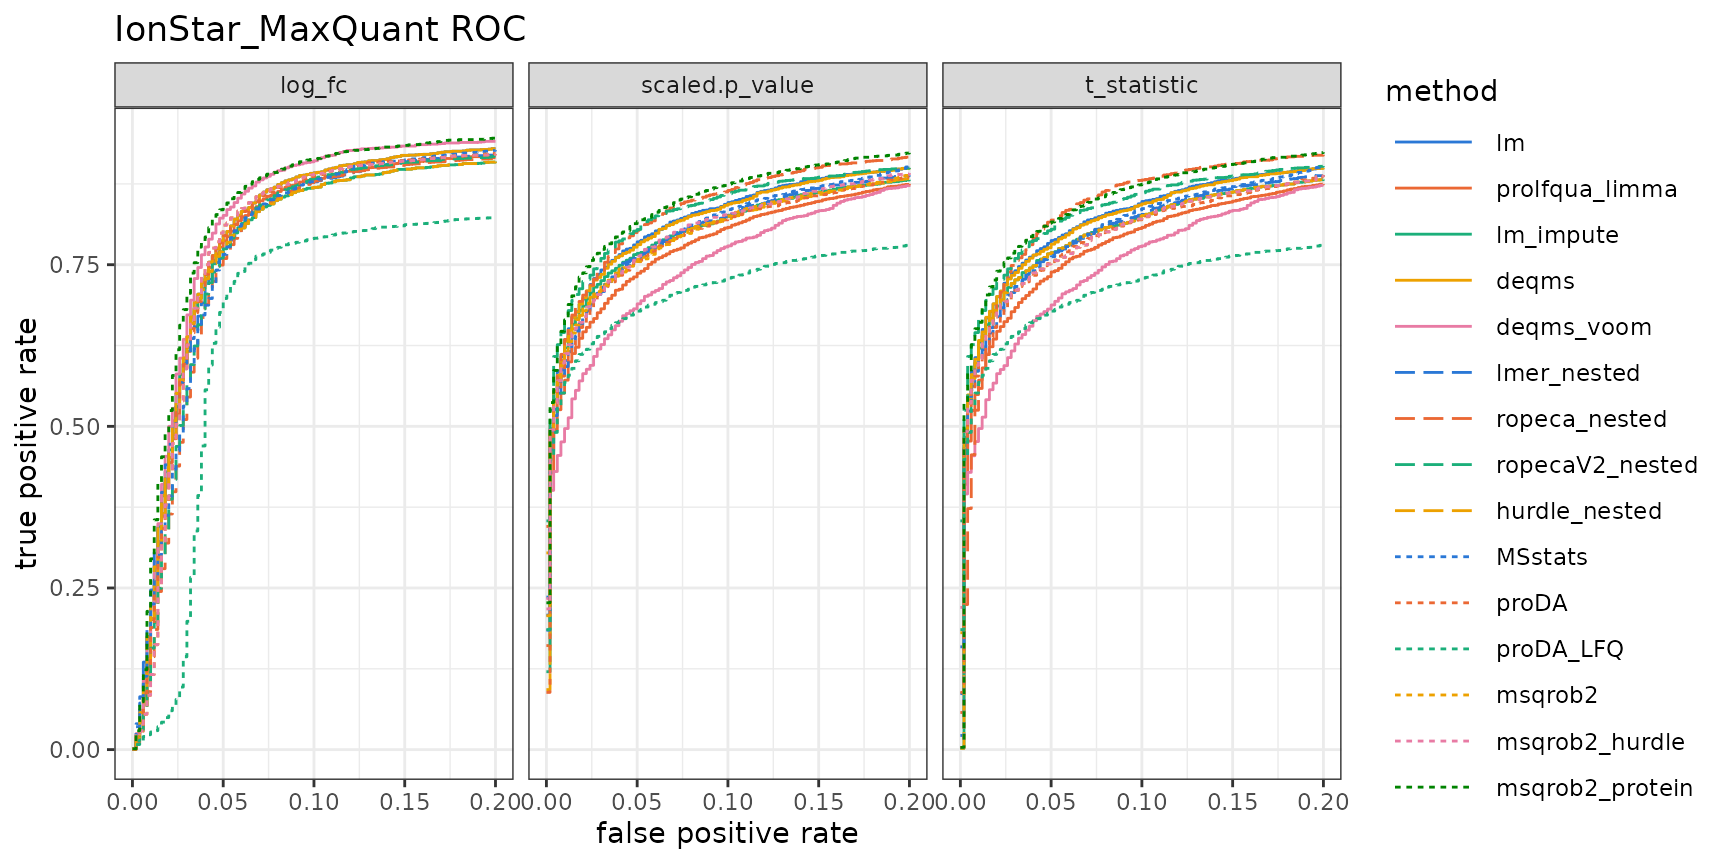 IonStar_MaxQuant ROC
log_fc
scaled.p_value
t_statistic
true positive rate
0.75
0.50
0.25
0.00
0.00 0.05 0.10 0.15 0.20
0.00 0.05 0.10 0.15 0.20
0.00 0.05 0.10 0.15 0.20
false positive rate
method
lm
prolfqua_limma
lm_impute
deqms
deqms_voom
lmer_nested
ropeca_nested
ropecaV2_nested
hurdle_nested
MSstats
proDA
proDA_LFQ
msqrob2
msqrob2_hurdle
msqrob2_protein